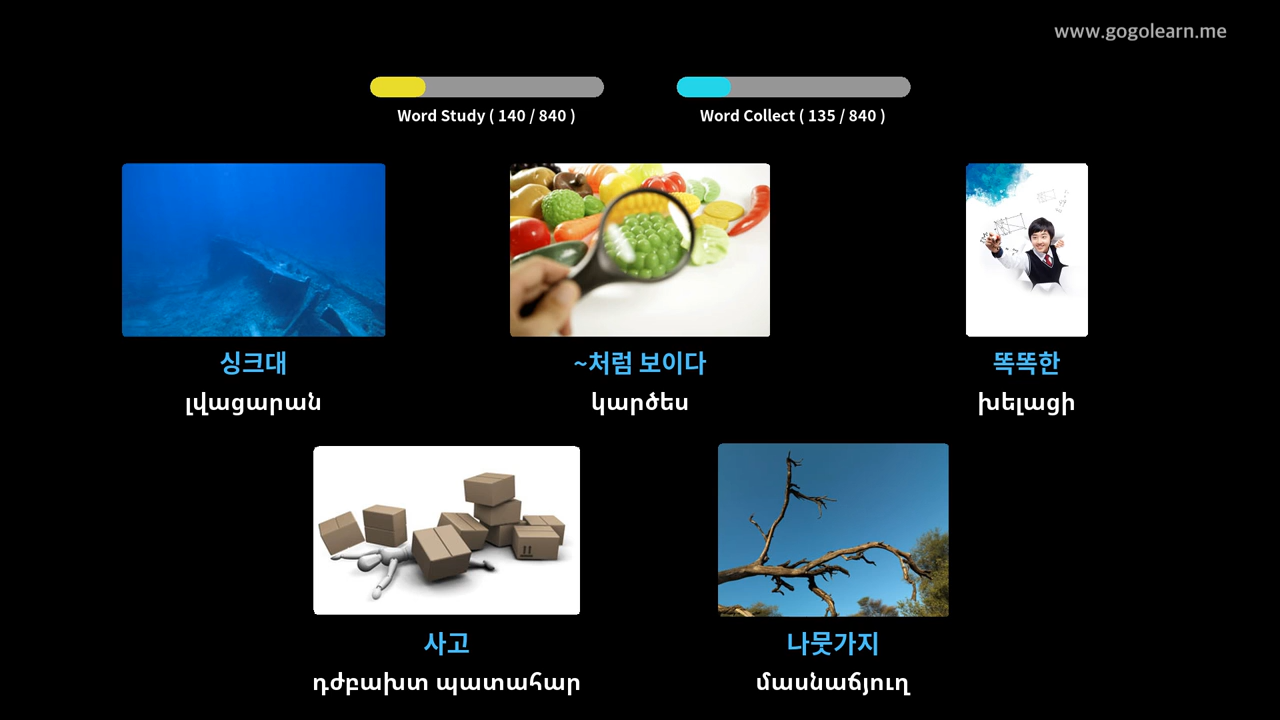 www.gogolearn.me
Word Study ( 140 / 840 )
Word Collect ( 135 / 840 )
싱크대
լվացարան
~처럼 보이다
կարծես
똑똑한
խելացի
사고
դժբախտ պատահար
나뭇가지
մասնաճյուղ